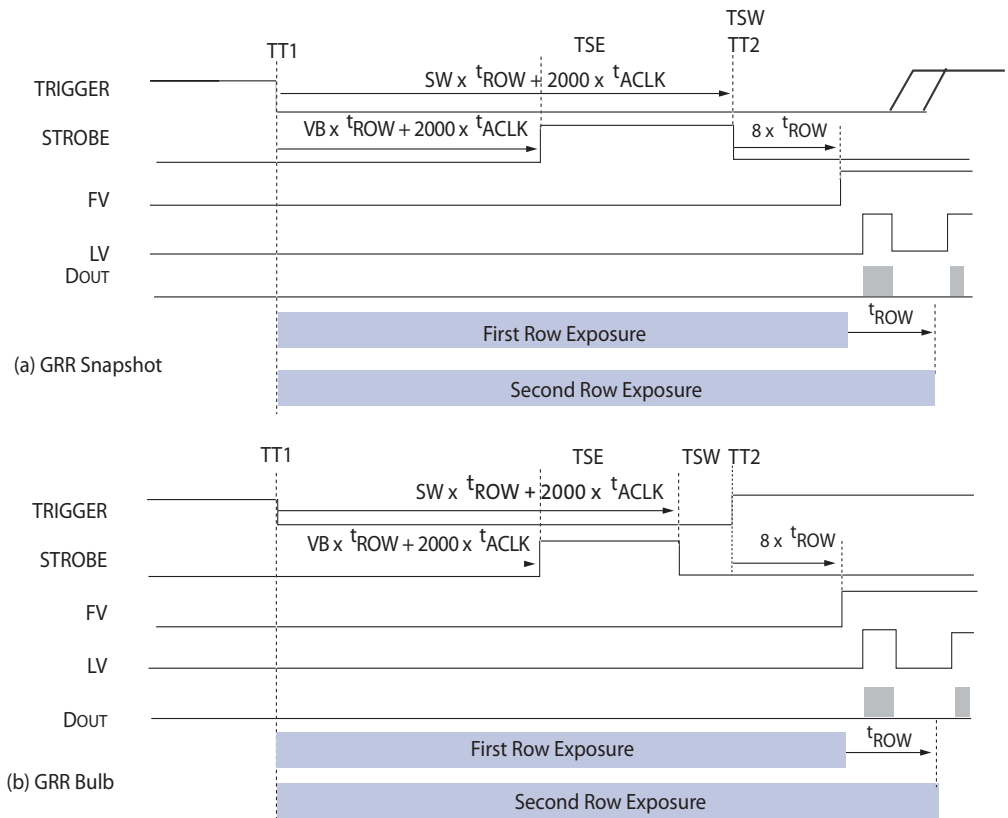 TSW
TT1 TSE TT2
SW x tROW + 2000 x tACLK
TRIGGER
VB x tROW + 2000 x tACLK 8 x tROW
STROBE
FV
LV
DOUT
First Row Exposure tROW
(a) GRR Snapshot
Second Row Exposure
TT1 TSE TSW TT2
SW x tROW + 2000 x tACLK
TRIGGER
VB x tROW + 2000 x tACLK 8 x tROW
STROBE
FV
LV
DOUT
First Row Exposure tROW
(b) GRR Bulb
Second Row Exposure